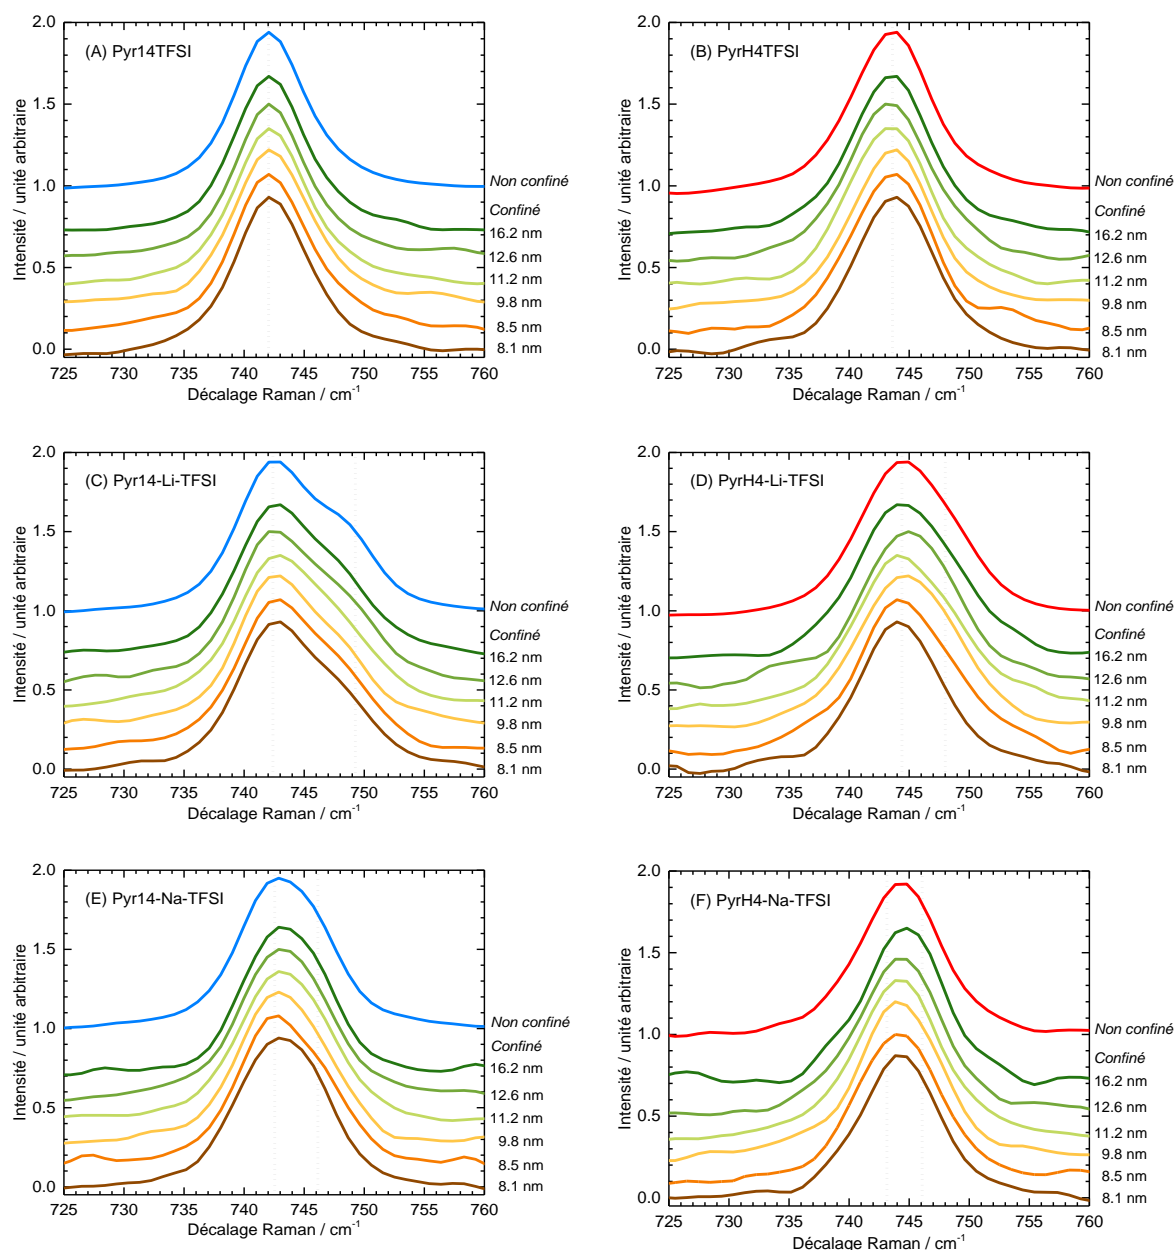 (A) Pyr14TFSI
2.0
1.5
1.0
0.5
0.0
Intensité / unité arbitraire
Non confiné
Confiné
16.2 nm
12.6 nm
11.2 nm
9.8 nm
8.5 nm
8.1 nm
725 730 735 740 745 750 755 760
Décalage Raman / cm⁻¹
(B) PyrH4TFSI
2.0
1.5
1.0
0.5
0.0
Intensité / unité arbitraire
Non confiné
Confiné
16.2 nm
12.6 nm
11.2 nm
9.8 nm
8.5 nm
8.1 nm
725 730 735 740 745 750 755 760
Décalage Raman / cm⁻¹
(C) Pyr14-Li-TFSI
2.0
1.5
1.0
0.5
0.0
Intensité / unité arbitraire
Non confiné
Confiné
16.2 nm
12.6 nm
11.2 nm
9.8 nm
8.5 nm
8.1 nm
725 730 735 740 745 750 755 760
Décalage Raman / cm⁻¹
(D) PyrH4-Li-TFSI
2.0
1.5
1.0
0.5
0.0
Intensité / unité arbitraire
Non confiné
Confiné
16.2 nm
12.6 nm
11.2 nm
9.8 nm
8.5 nm
8.1 nm
725 730 735 740 745 750 755 760
Décalage Raman / cm⁻¹
(E) Pyr14-Na-TFSI
2.0
1.5
1.0
0.5
0.0
Intensité / unité arbitraire
Non confiné
Confiné
16.2 nm
12.6 nm
11.2 nm
9.8 nm
8.5 nm
8.1 nm
725 730 735 740 745 750 755 760
Décalage Raman / cm⁻¹
(F) PyrH4-Na-TFSI
2.0
1.5
1.0
0.5
0.0
Intensité / unité arbitraire
Non confiné
Confiné
16.2 nm
12.6 nm
11.2 nm
9.8 nm
8.5 nm
8.1 nm
725 730 735 740 745 750 755 760
Décalage Raman / cm⁻¹